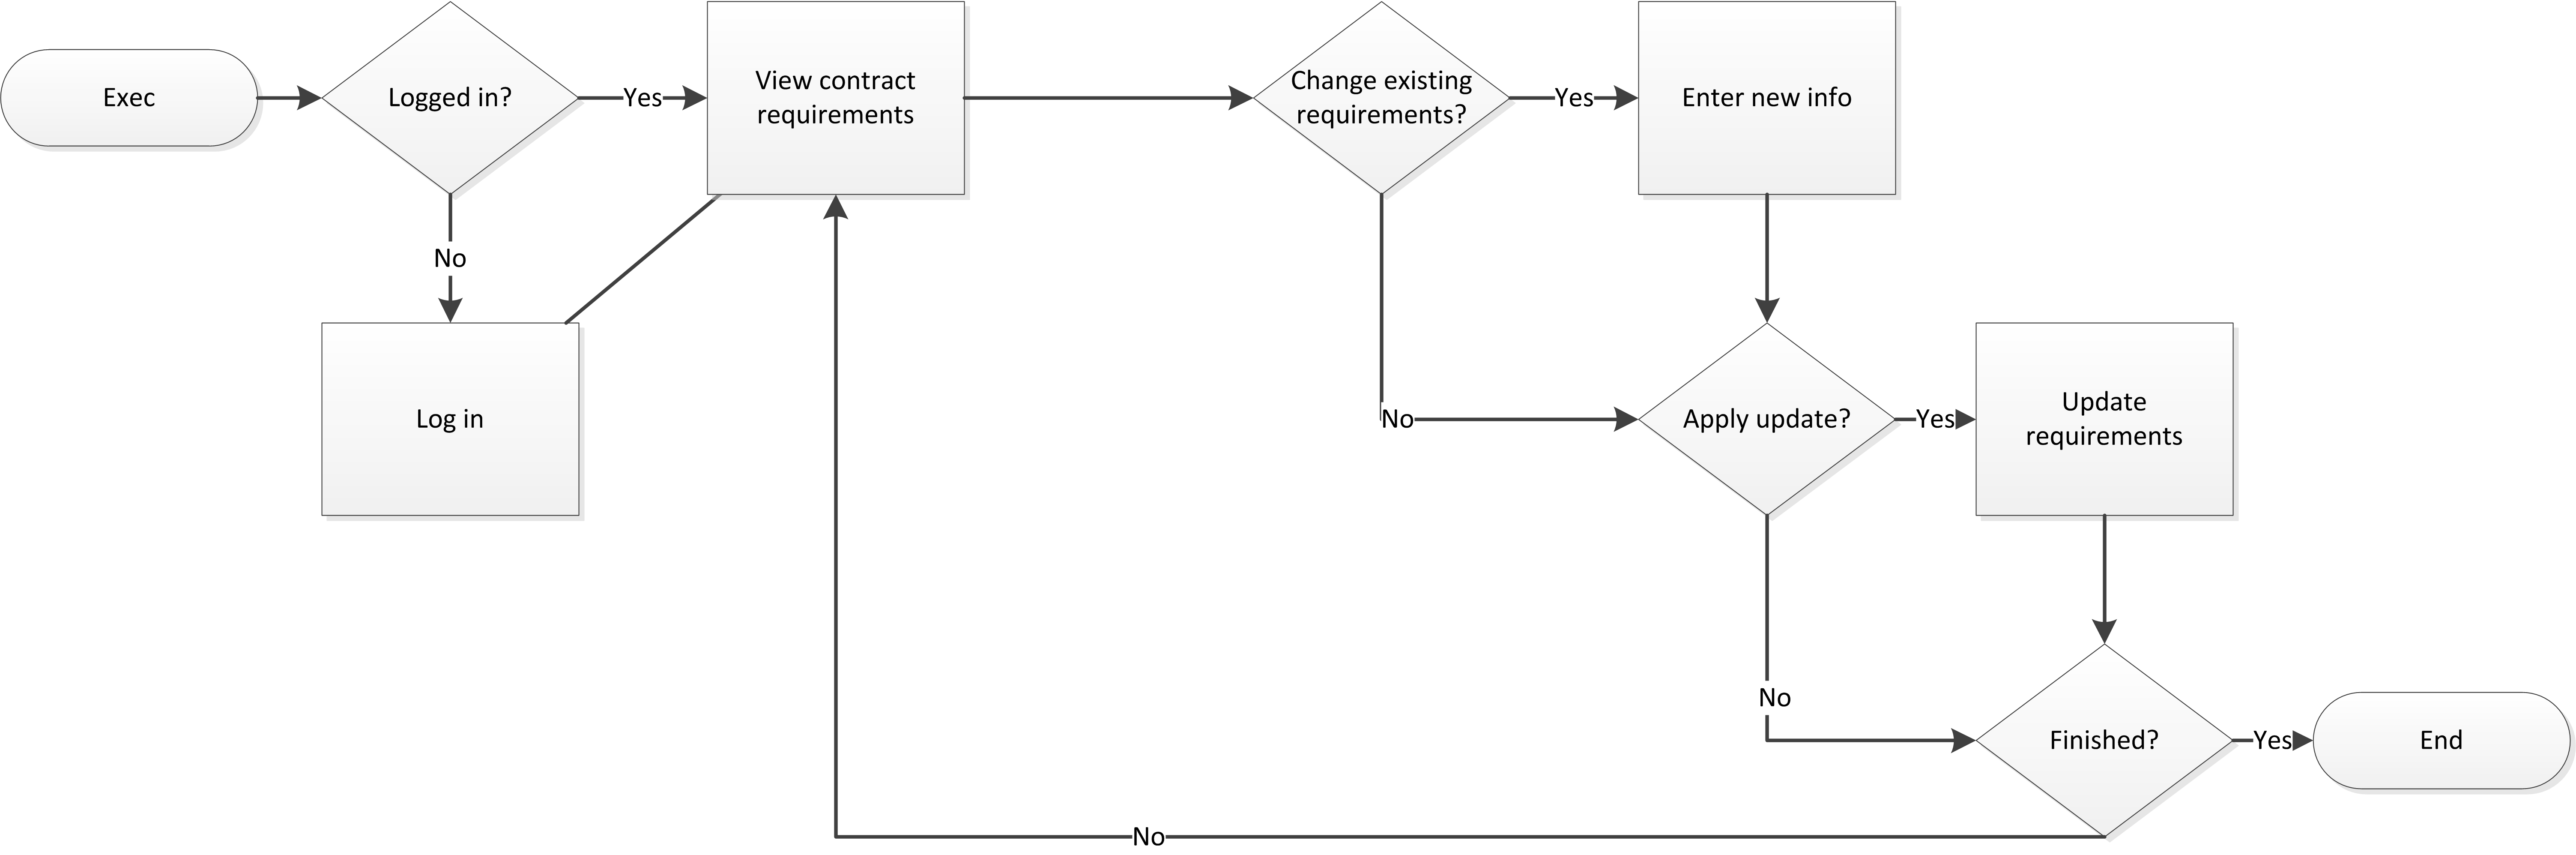 Exec
Logged in?
Yes
View contract
requirements
Change existing
requirements?
Yes
Enter new info
No
Log in
No
Apply update?
Yes
Update
requirements
No
Finished?
Yes
End
No